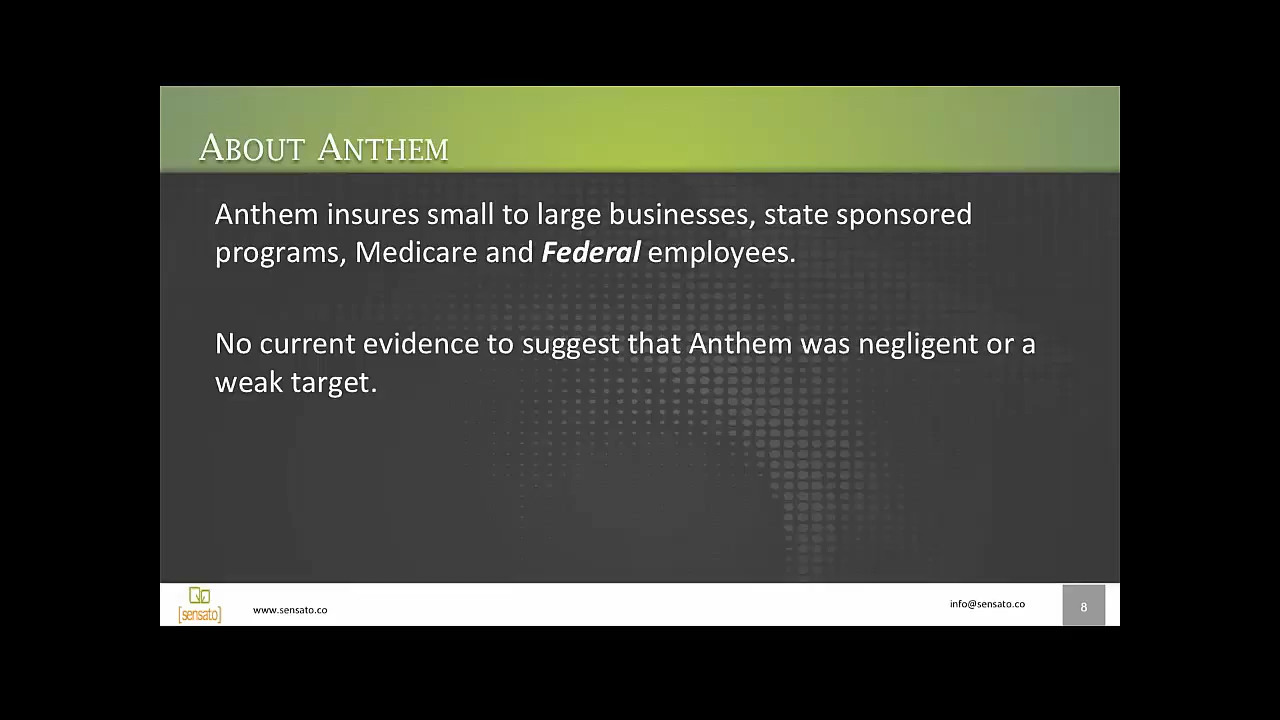 About Anthem
Anthem insures small to large businesses, state sponsored
programs, Medicare and Federal employees.
No current evidence to suggest that Anthem was negligent or a
weak target.
[sensato]
www.sensato.co
info@sensato.co
8